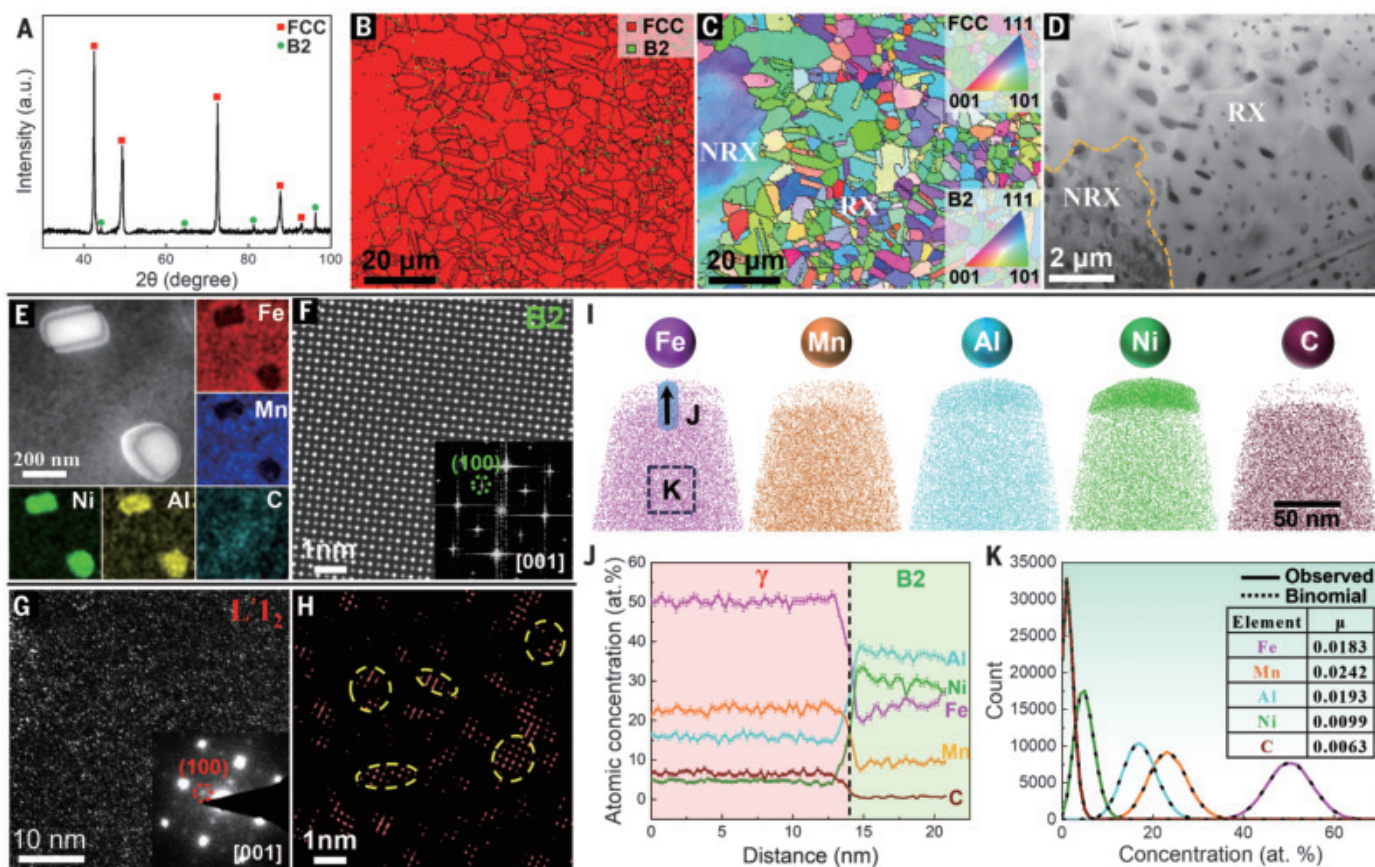 A
FCC
B2
Intensity (a.u.)
40 60 80 100
2θ (degree)
B
FCC
B2
20 μm
C
FCC 111
001 101
NRX
RX
B2 111
001 101
20 μm
D
RX
NRX
2 μm
E
200 nm
Fe
Mn
Ni
Al
C
F
B2
(100)
1nm
[001]
G
L'1₂
(100)
10 nm
[001]
H
1nm
I
Fe Mn Al Ni C
J
K
50 nm
J
γ
B2
Atomic concentration (at.%)
60
50
40
30
20
10
0
Al
Ni
Fe
Mn
C
0 5 10 15 20
Distance (nm)
K
Observed
Binomial
Element μ
Fe 0.0183
Mn 0.0242
Al 0.0193
Ni 0.0099
C 0.0063
Count
35000
30000
25000
20000
15000
10000
5000
0
0 20 40 60
Concentration (at. %)